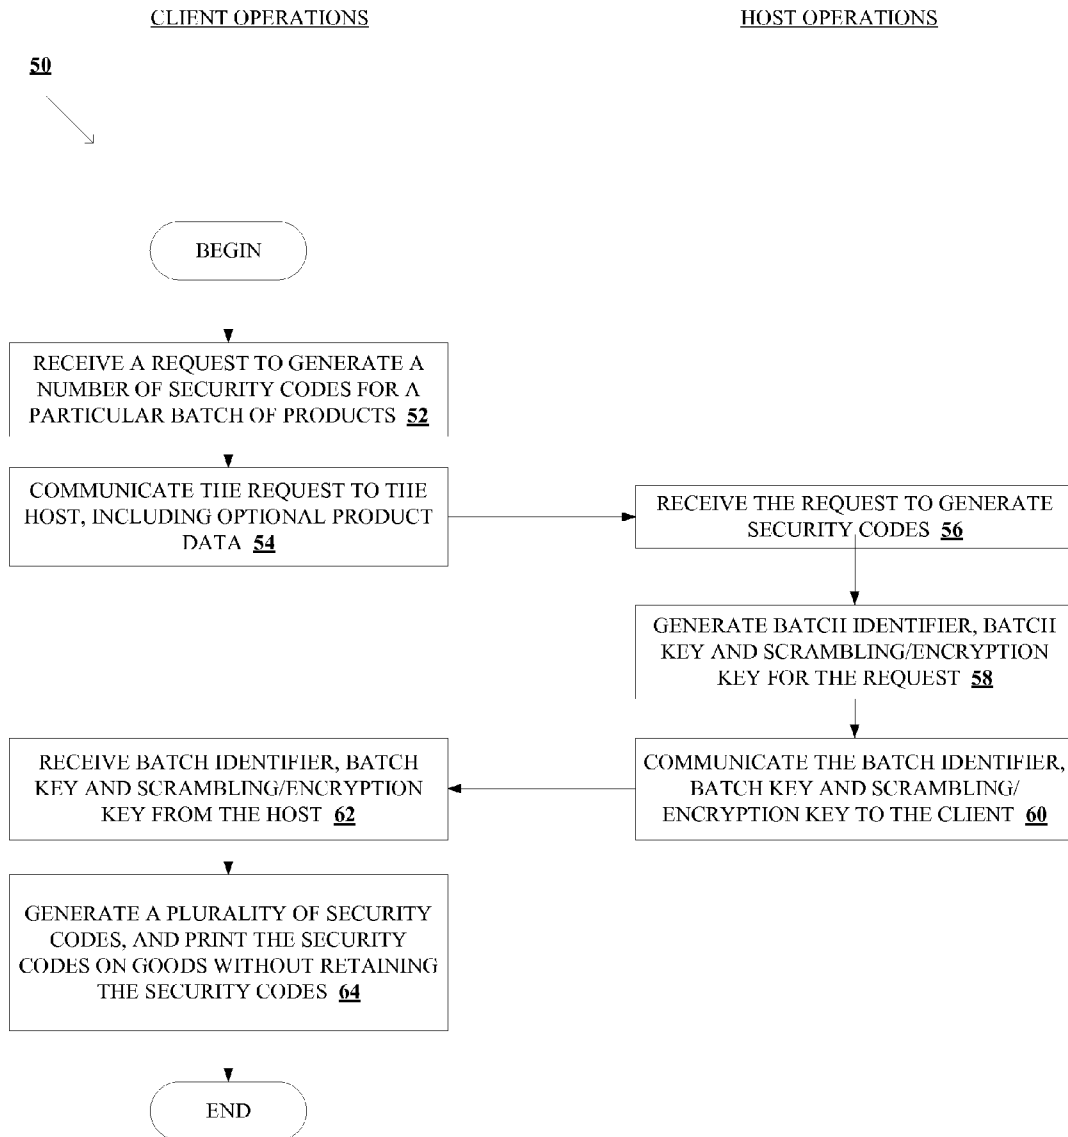 CLIENT OPERATIONS
HOST OPERATIONS
50
BEGIN
RECEIVE A REQUEST TO GENERATE A
NUMBER OF SECURITY CODES FOR A
PARTICULAR BATCH OF PRODUCTS 52
COMMUNICATE THE REQUEST TO THE
HOST, INCLUDING OPTIONAL PRODUCT
DATA 54
RECEIVE THE REQUEST TO GENERATE
SECURITY CODES 56
GENERATE BATCH IDENTIFIER, BATCH
KEY AND SCRAMBLING/ENCRYPTION
KEY FOR THE REQUEST 58
COMMUNICATE THE BATCH IDENTIFIER,
BATCH KEY AND SCRAMBLING/
ENCRYPTION KEY TO THE CLIENT 60
RECEIVE BATCH IDENTIFIER, BATCH
KEY AND SCRAMBLING/ENCRYPTION
KEY FROM THE HOST 62
GENERATE A PLURALITY OF SECURITY
CODES, AND PRINT THE SECURITY
CODES ON GOODS WITHOUT RETAINING
THE SECURITY CODES 64
END